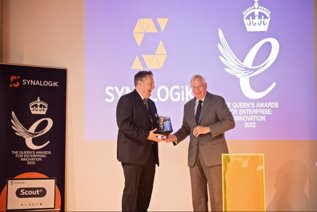 SYNALOGiK
THE QUEEN'S AWARDS
FOR ENTERPRISE:
INNOVATION
2022
SYNALOGiK
THE QUEEN'S AWARDS
FOR ENTERPRISE:
INNOVATION
2022
Scout